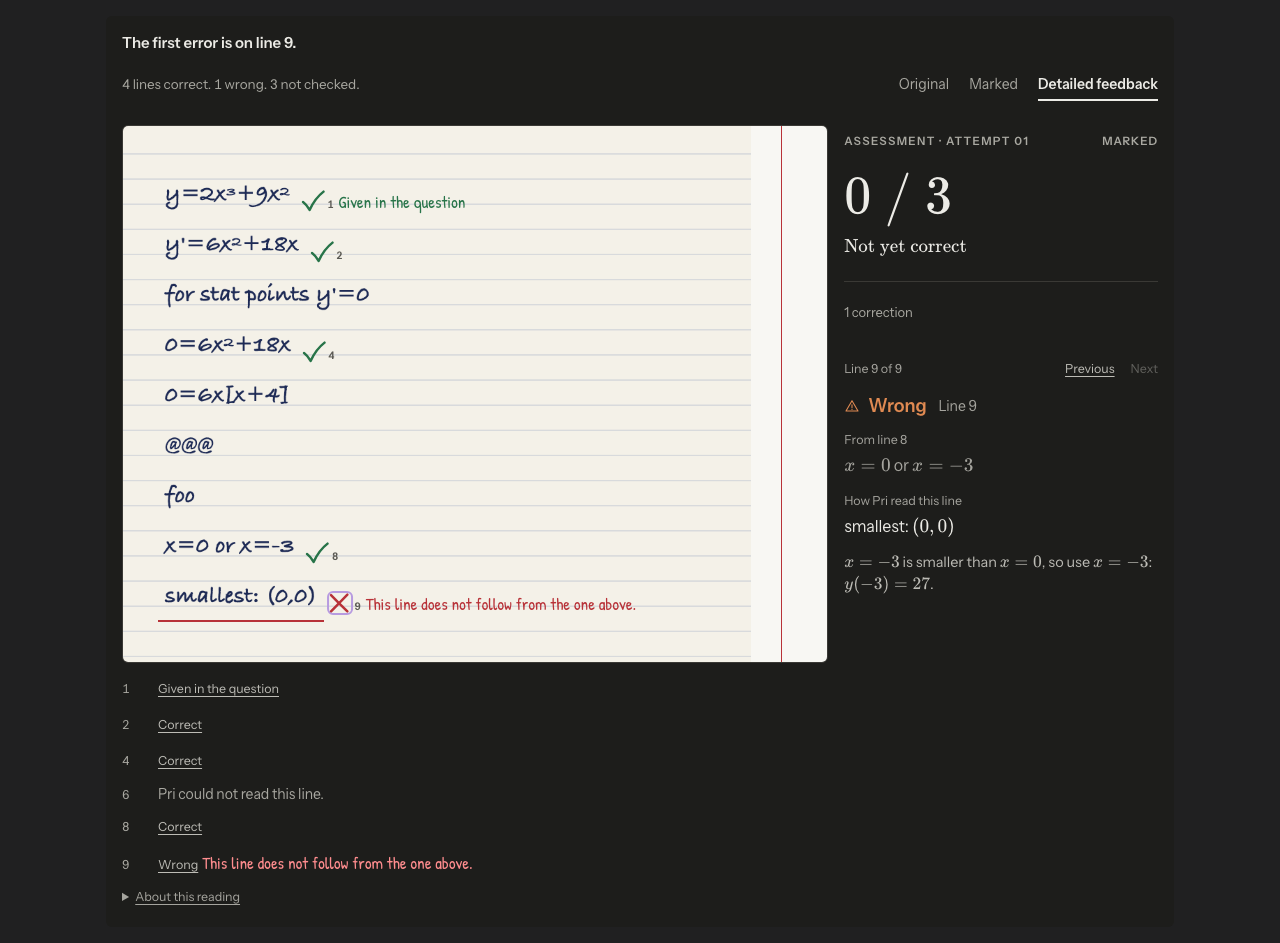 The first error is on line 9.
4 lines correct. 1 wrong. 3 not checked.
Original Marked Detailed feedback
y=2x³+9x² 1 Given in the question
y'=6x²+18x 2
for stat points y'=0
0=6x²+18x 4
0=6x[x+4]
@@@
foo
x=0 or x=-3 8
smallest: (0,0) 9 This line does not follow from the one above.
ASSESSMENT · ATTEMPT 01 MARKED
0 / 3
Not yet correct
1 correction
Line 9 of 9 Previous Next
Wrong Line 9
From line 8
x = 0 or x = −3
How Pri read this line
smallest: (0, 0)
x = −3 is smaller than x = 0, so use x = −3:
y(−3) = 27.
1 Given in the question
2 Correct
4 Correct
6 Pri could not read this line.
8 Correct
9 Wrong This line does not follow from the one above.
About this reading